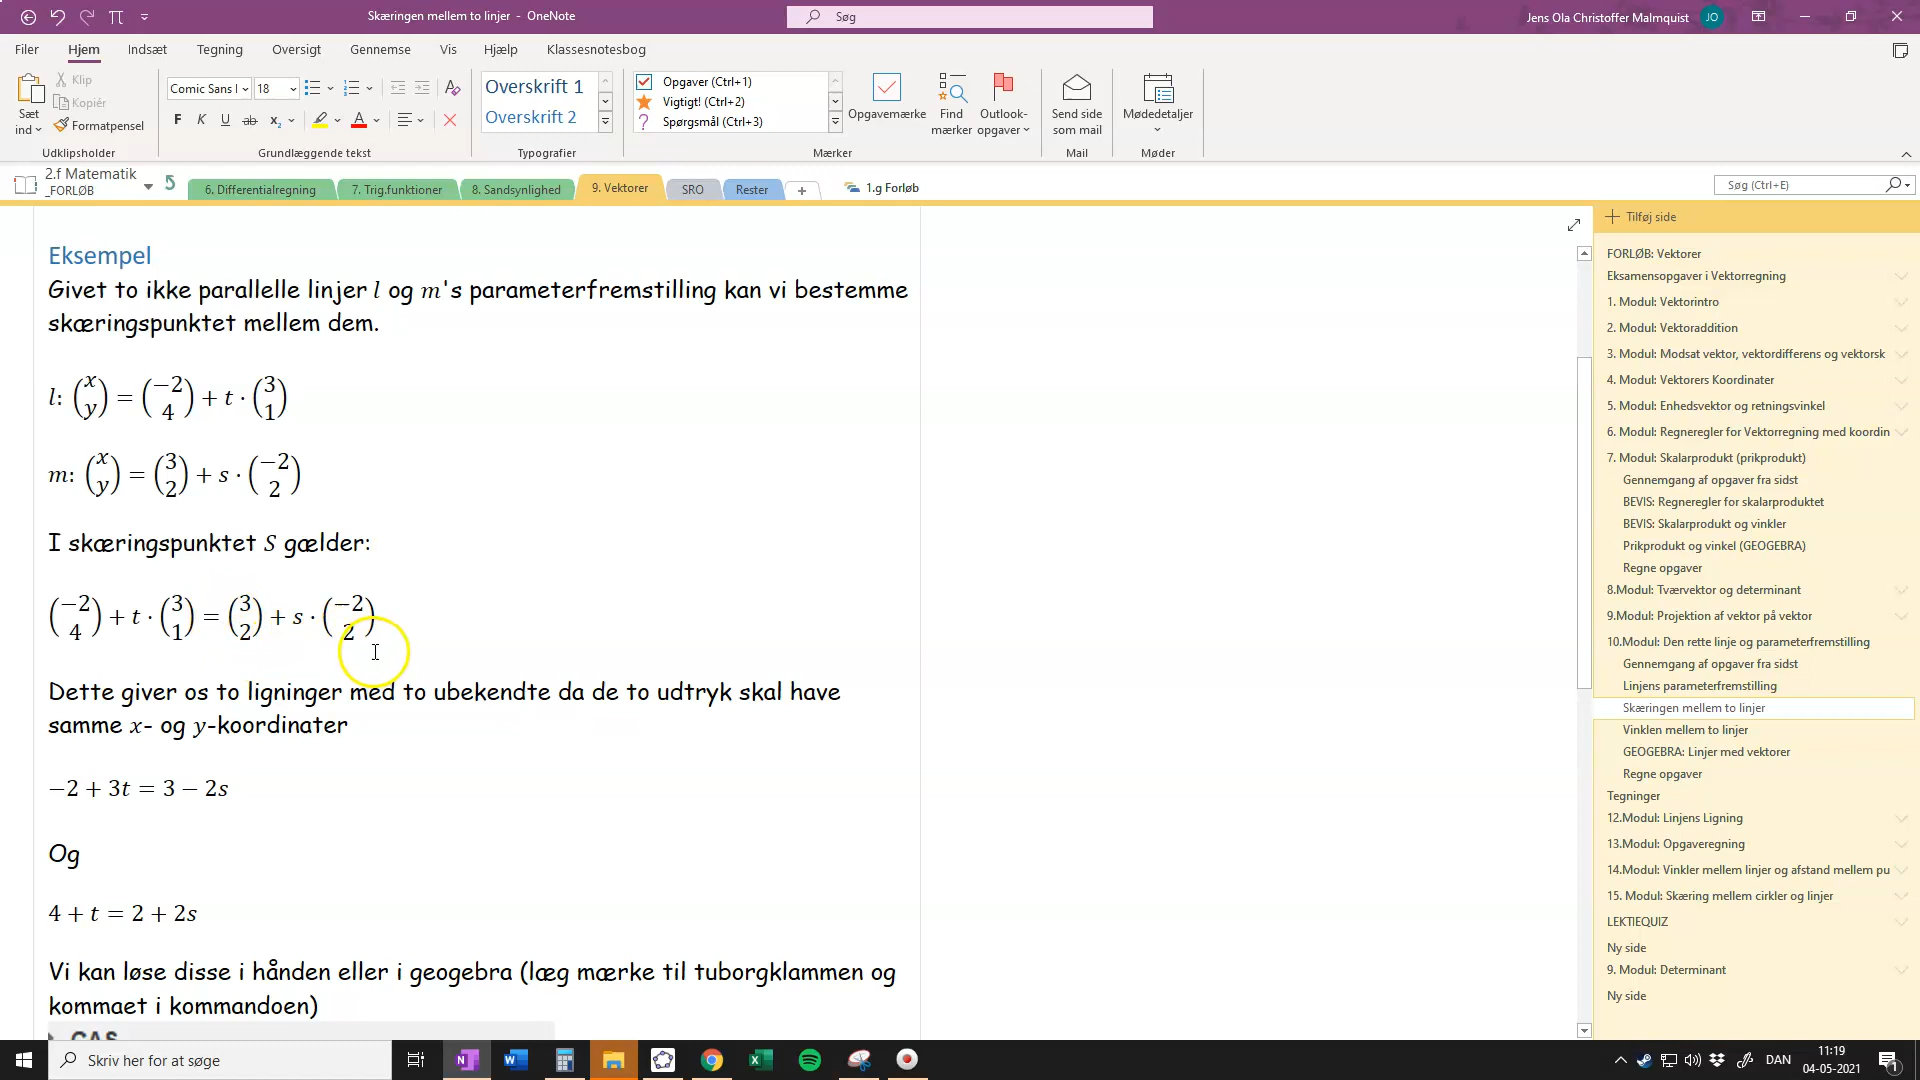 Skæringen mellem to linjer - OneNote
Søg
Jens Ola Christoffer Malmquist
JO
Filer Hjem Indsæt Tegning Oversigt Gennemse Vis Hjælp Klassesnotesbog
Sæt ind
Klip
Kopiér
Formatpensel
Udklipsholder
Comic Sans I 18
F K U ab x₂ A
Grundlæggende tekst
Overskrift 1
Overskrift 2
Typografier
Opgaver (Ctrl+1)
Vigtigt! (Ctrl+2)
Spørgsmål (Ctrl+3)
Opgavemærke
Find mærker
Outlook-opgaver
Mærker
Send side som mail
Mail
Mødedetaljer
Møder
2.f Matematik
_FORLØB
6. Differentialregning
7. Trig.funktioner
8. Sandsynlighed
9. Vektorer
SRO
Rester
+
1.g Forløb
Søg (Ctrl+E)
Eksempel
Givet to ikke parallelle linjer l og m's parameterfremstilling kan vi bestemme
skæringspunktet mellem dem.
l: (x y) = (−2 4) + t · (3 1)
m: (x y) = (3 2) + s · (−2 2)
I skæringspunktet S gælder:
(−2 4) + t · (3 1) = (3 2) + s · (−2 2)
Dette giver os to ligninger med to ubekendte da de to udtryk skal have
samme x- og y-koordinater
−2 + 3t = 3 − 2s
Og
4 + t = 2 + 2s
Vi kan løse disse i hånden eller i geogebra (læg mærke til tuborgklammen og
kommaet i kommandoen)
CAS
Tilføj side
FORLØB: Vektorer
Eksamensopgaver i Vektorregning
1. Modul: Vektorintro
2. Modul: Vektoraddition
3. Modul: Modsat vektor, vektordifferens og vektorsk
4. Modul: Vektorers Koordinater
5. Modul: Enhedsvektor og retningsvinkel
6. Modul: Regneregler for Vektorregning med koordin
7. Modul: Skalarprodukt (prikprodukt)
Gennemgang af opgaver fra sidst
BEVIS: Regneregler for skalarproduktet
BEVIS: Skalarprodukt og vinkler
Prikprodukt og vinkel (GEOGEBRA)
Regne opgaver
8.Modul: Tværvektor og determinant
9.Modul: Projektion af vektor på vektor
10.Modul: Den rette linje og parameterfremstilling
Gennemgang af opgaver fra sidst
Linjens parameterfremstilling
Skæringen mellem to linjer
Vinklen mellem to linjer
GEOGEBRA: Linjer med vektorer
Regne opgaver
Tegninger
12.Modul: Linjens Ligning
13.Modul: Opgaveregning
14.Modul: Vinkler mellem linjer og afstand mellem pu
15. Modul: Skæring mellem cirkler og linjer
LEKTIEQUIZ
Ny side
9. Modul: Determinant
Ny side
Skriv her for at søge
DAN
11:19
04-05-2021
1